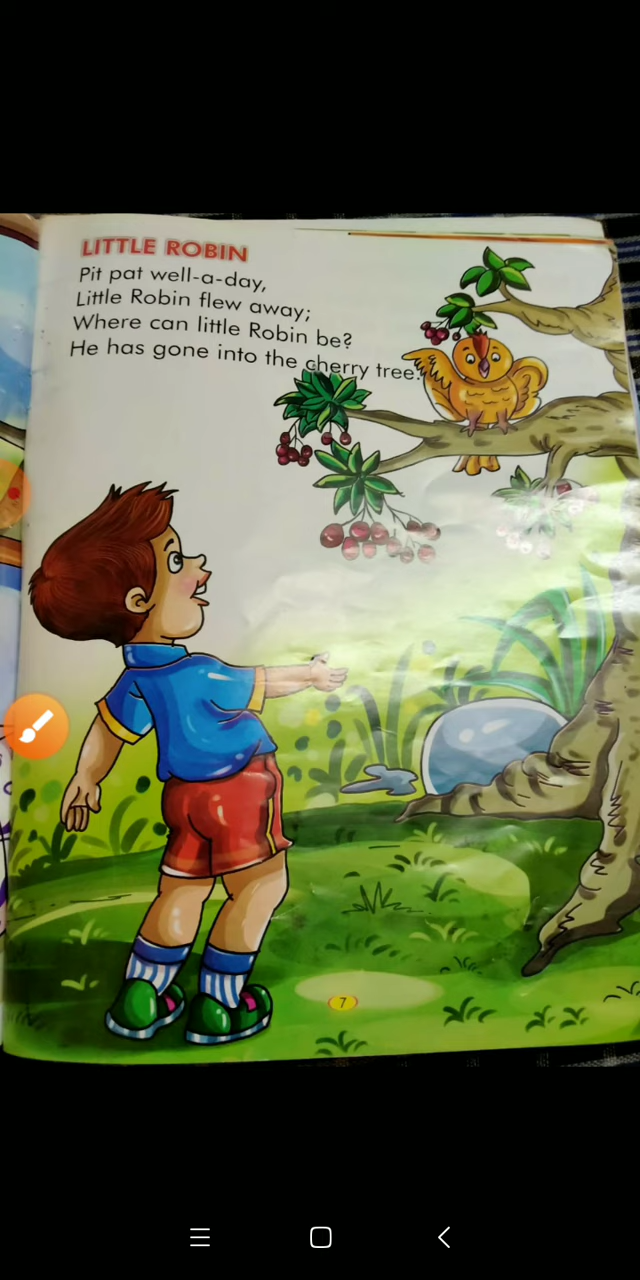 LITTLE ROBIN
Pit pat well-a-day,
Little Robin flew away;
Where can little Robin be?
He has gone into the cherry tree.
7